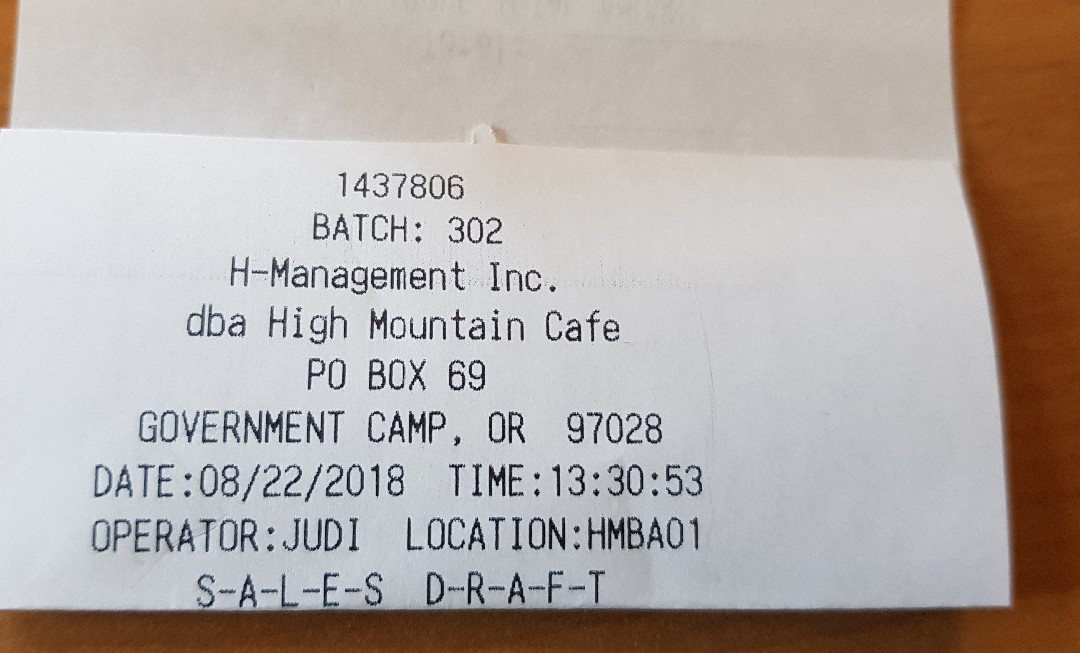 1437806
BATCH: 302
H-Management Inc.
dba High Mountain Cafe
PO BOX 69
GOVERNMENT CAMP, OR 97028
DATE:08/22/2018 TIME:13:30:53
OPERATOR:JUDI LOCATION:HMBA01
S-A-L-E-S D-R-A-F-T